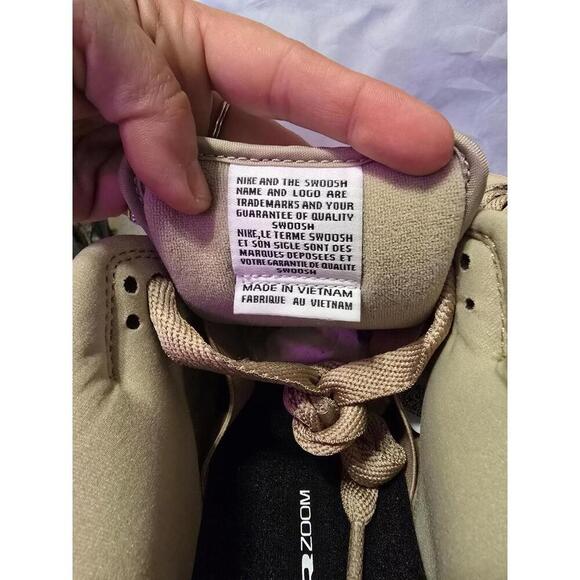 NIKE AND THE SWOOSH
NAME AND LOGO ARE
TRADEMARKS AND YOUR
GUARANTEE OF QUALITY
SWOOSH
NIKE,LE TERME SWOOSH
ET SON SIGLE SONT DES
MARQUES DEPOSEES ET
VOTRE GARANTIE DE QUALITE
SWOOSH
MADE IN VIETNAM
FABRIQUE AU VIETNAM
ZOOM